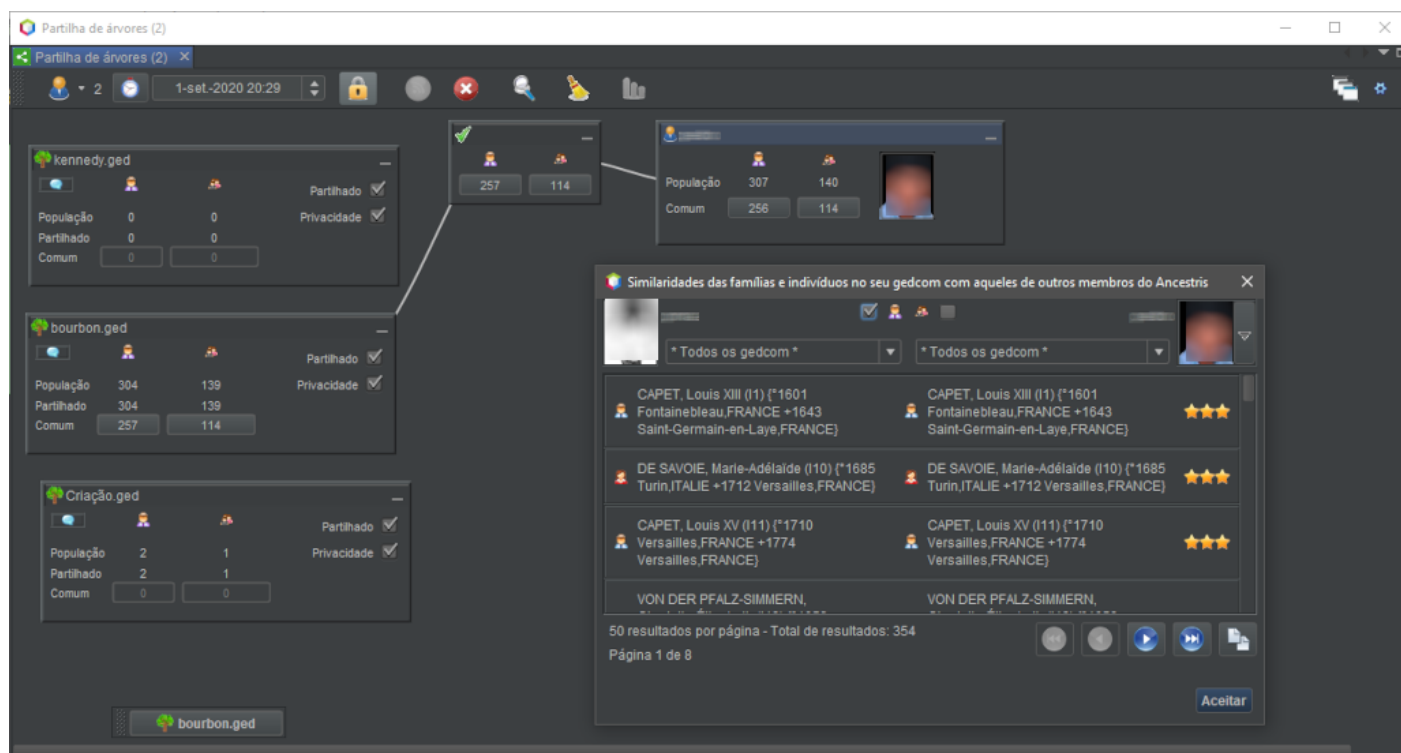 Partilha de árvores (2)
Partilha de árvores (2)
2
1-set.-2020 20:29
kennedy.ged
Partilhado
População 0 0 Privacidade
Partilhado 0 0
Comum 0 0
257 114
População 307 140
Comum 256 114
bourbon.ged
Partilhado
População 304 139 Privacidade
Partilhado 304 139
Comum 257 114
Criação.ged
Partilhado
População 2 1 Privacidade
Partilhado 2 1
Comum 0 0
bourbon.ged
Similaridades das famílias e indivíduos no seu gedcom com aqueles de outros membros do Ancestris
* Todos os gedcom * * Todos os gedcom *
CAPET, Louis XIII (I1) {*1601 CAPET, Louis XIII (I1) {*1601
Fontainebleau,FRANCE +1643 Fontainebleau,FRANCE +1643
Saint-Germain-en-Laye,FRANCE} Saint-Germain-en-Laye,FRANCE}
DE SAVOIE, Marie-Adélaïde (I10) {*1685 DE SAVOIE, Marie-Adélaïde (I10) {*1685
Turin,ITALIE +1712 Versailles,FRANCE} Turin,ITALIE +1712 Versailles,FRANCE}
CAPET, Louis XV (I11) {*1710 CAPET, Louis XV (I11) {*1710
Versailles,FRANCE +1774 Versailles,FRANCE +1774
Versailles,FRANCE} Versailles,FRANCE}
VON DER PFALZ-SIMMERN, VON DER PFALZ-SIMMERN,
50 resultados por página - Total de resultados: 354
Página 1 de 8
Aceitar